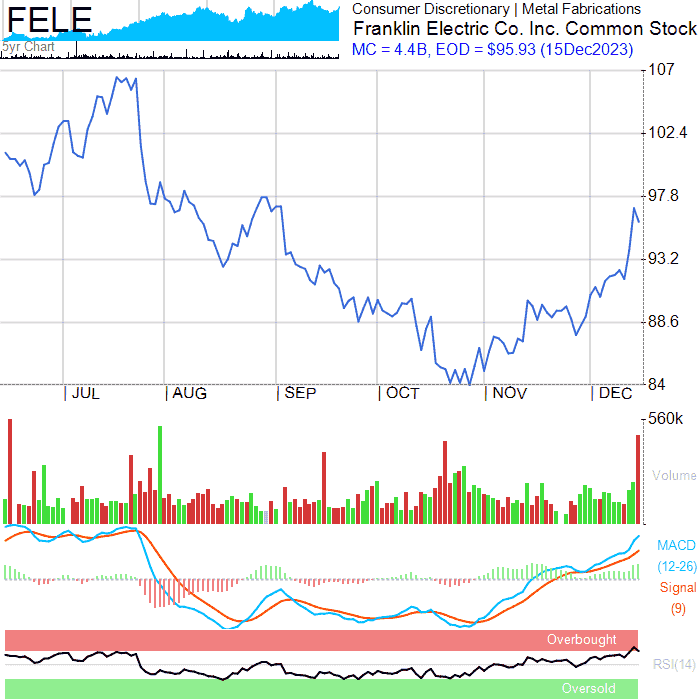 FELE
5yr Chart
Consumer Discretionary | Metal Fabrications
Franklin Electric Co. Inc. Common Stock
MC = 4.4B, EOD = $95.93 (15Dec2023)
107
102.4
97.8
93.2
88.6
84
| JUL | AUG | SEP | OCT | NOV | DEC
560k
Volume
MACD
(12-26)
Signal
(9)
Overbought
RSI(14)
Oversold